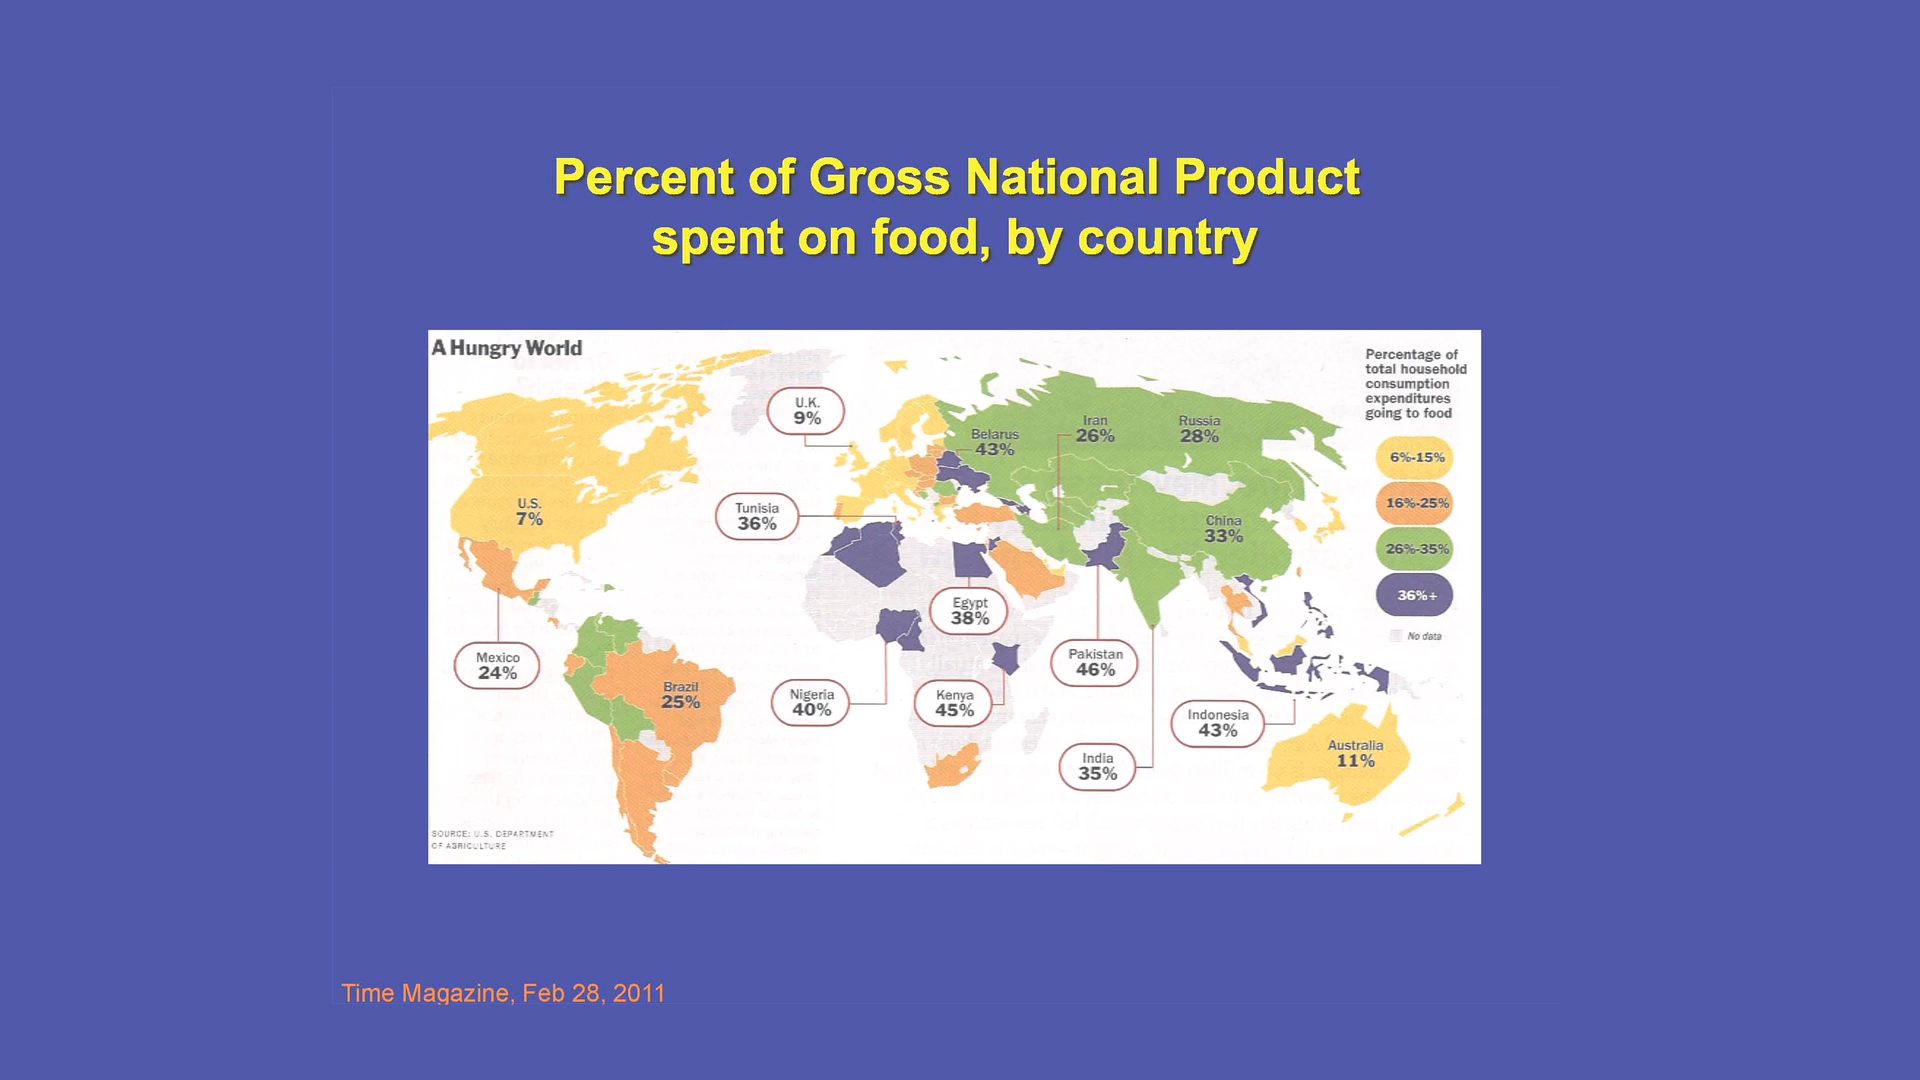 Percent of Gross National Product
spent on food, by country
A Hungry World
Percentage of
total household
consumption
expenditures
going to food
6%-15%
16%-25%
26%-35%
36%+
No data
U.K.
9%
Belarus
43%
Iran
26%
Russia
28%
U.S.
7%
Tunisia
36%
China
33%
Egypt
38%
Mexico
24%
Brazil
25%
Nigeria
40%
Kenya
45%
Pakistan
46%
Indonesia
43%
India
35%
Australia
11%
SOURCE: U.S. DEPARTMENT
OF AGRICULTURE
Time Magazine, Feb 28, 2011